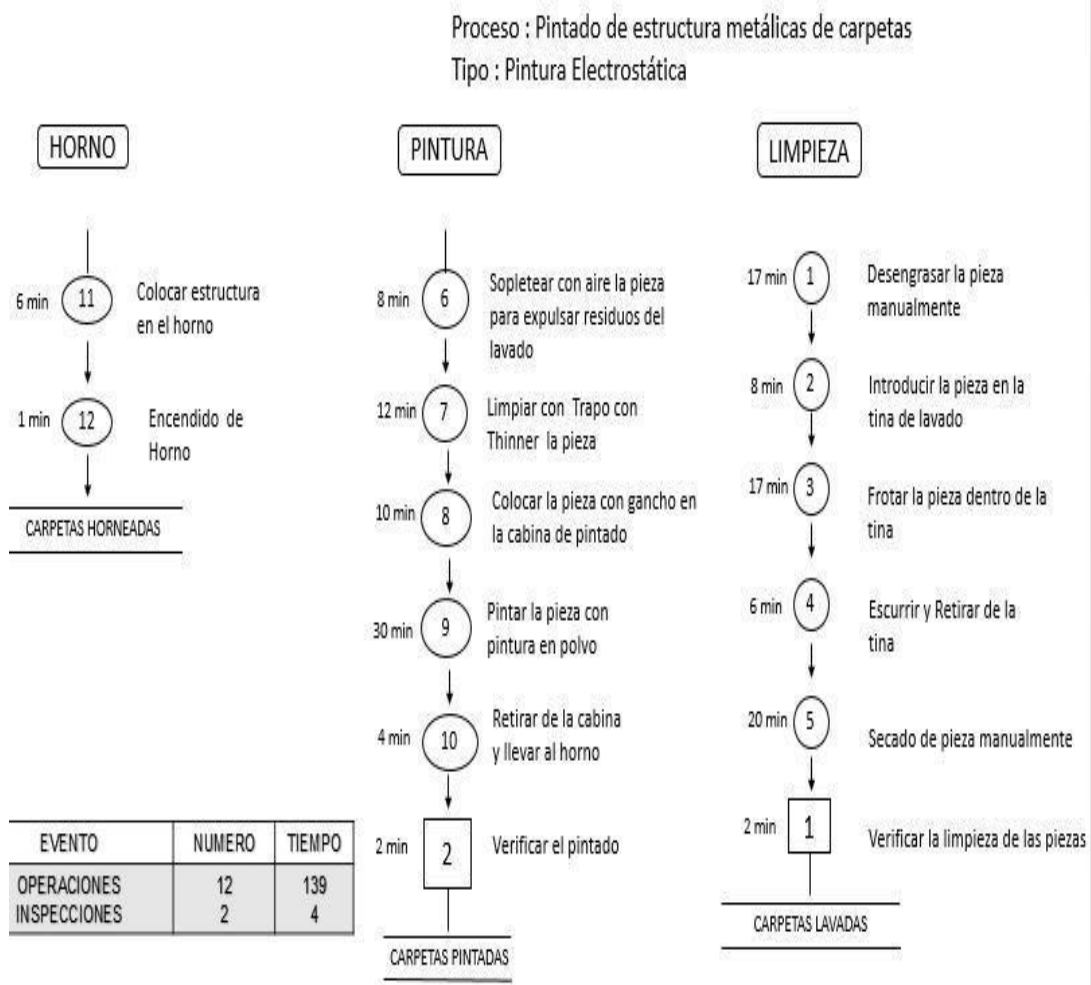 Proceso : Pintado de estructura metálicas de carpetas
Tipo : Pintura Electrostática
HORNO
6 min
11
Colocar estructura
en el horno
1 min
12
Encendido de
Horno
CARPETAS HORNEADAS
PINTURA
8 min
6
Sopletear con aire la pieza
para expulsar residuos del
lavado
12 min
7
Limpiar con Trapo con
Thinner la pieza
10 min
8
Colocar la pieza con gancho en
la cabina de pintado
30 min
9
Pintar la pieza con
pintura en polvo
4 min
10
Retirar de la cabina
y llevar al horno
2 min
2
Verificar el pintado
CARPETAS PINTADAS
LIMPIEZA
17 min
1
Desengrasar la pieza
manualmente
8 min
2
Introducir la pieza en la
tina de lavado
17 min
3
Frotar la pieza dentro de la
tina
6 min
4
Escurrir y Retirar de la
tina
20 min
5
Secado de pieza manualmente
2 min
1
Verificar la limpieza de las piezas
CARPETAS LAVADAS
EVENTO NUMERO TIEMPO
OPERACIONES 12 139
INSPECCIONES 2 4